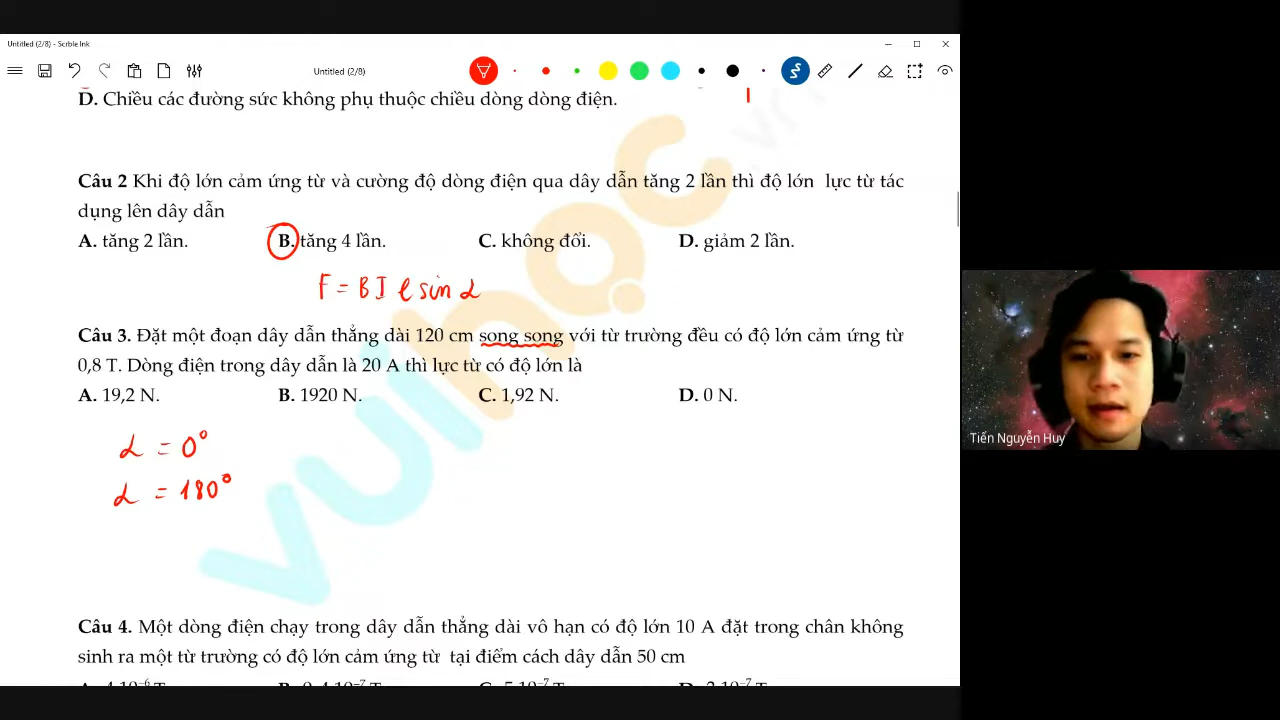 Untitled (2/8) - Scrble Ink
Untitled (2/8)
D. Chiều các đường sức không phụ thuộc chiều dòng dòng điện.
Câu 2 Khi độ lớn cảm ứng từ và cường độ dòng điện qua dây dẫn tăng 2 lần thì độ lớn lực từ tác
dụng lên dây dẫn
A. tăng 2 lần. B. tăng 4 lần. C. không đổi. D. giảm 2 lần.
F = B I l sin α
Câu 3. Đặt một đoạn dây dẫn thẳng dài 120 cm song song với từ trường đều có độ lớn cảm ứng từ
0,8 T. Dòng điện trong dây dẫn là 20 A thì lực từ có độ lớn là
A. 19,2 N. B. 1920 N. C. 1,92 N. D. 0 N.
Tiến Nguyễn Huy
α = 0°
α = 180°
Câu 4. Một dòng điện chạy trong dây dẫn thẳng dài vô hạn có độ lớn 10 A đặt trong chân không
sinh ra một từ trường có độ lớn cảm ứng từ tại điểm cách dây dẫn 50 cm
vuihoc.vn